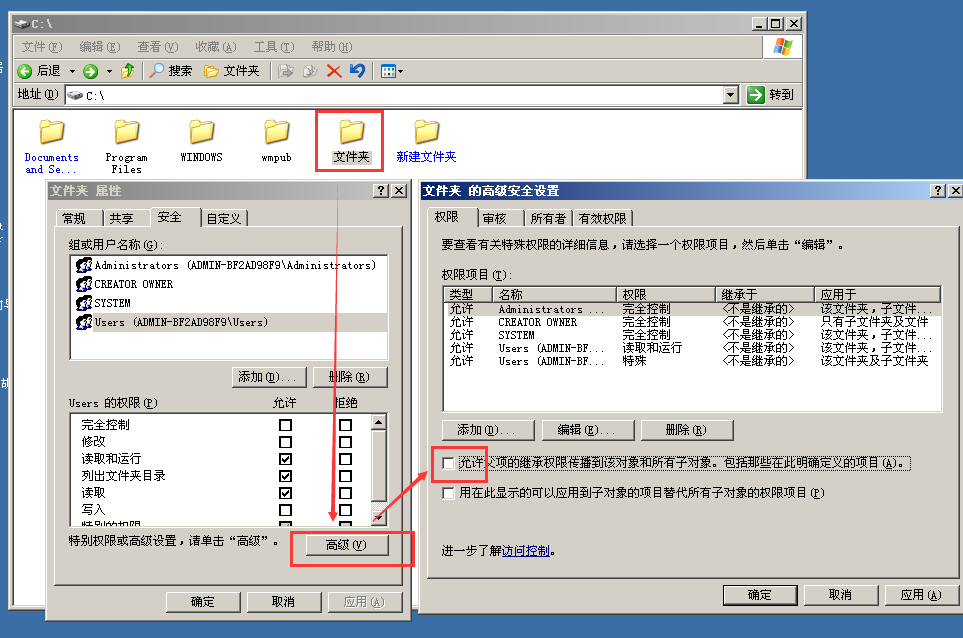 C:\
文件(F) 编辑(E) 查看(V) 收藏(A) 工具(T) 帮助(H)
后退 搜索 文件夹
地址(D) C:\ 转到
Documents and Se...
Program Files
WINDOWS
wmpub
文件夹
新建文件夹
文件夹 属性
常规 共享 安全 自定义
组或用户名称(G):
Administrators (ADMIN-BF2AD98F9\Administrators)
CREATOR OWNER
SYSTEM
Users (ADMIN-BF2AD98F9\Users)
添加(D)... 删除(R)
Users 的权限(P) 允许 拒绝
完全控制
修改
读取和运行
列出文件夹目录
读取
写入
特别的权限
特别权限或高级设置，请单击“高级”。
高级(V)
确定 取消 应用(A)
文件夹 的高级安全设置
权限 审核 所有者 有效权限
要查看有关特殊权限的详细信息，请选择一个权限项目，然后单击“编辑”。
权限项目(T):
类型 名称 权限 继承于 应用于
允许 Administrators ... 完全控制 <不是继承的> 该文件夹，子文件...
允许 CREATOR OWNER 完全控制 <不是继承的> 只有子文件夹及文件
允许 SYSTEM 完全控制 <不是继承的> 该文件夹，子文件...
允许 Users (ADMIN-BF... 读取和运行 <不是继承的> 该文件夹，子文件...
允许 Users (ADMIN-BF... 特殊 <不是继承的> 该文件夹及子文件夹
添加(D)... 编辑(E)... 删除(R)
允许父项的继承权限传播到该对象和所有子对象。包括那些在此明确定义的项目(A)。
用在此显示的可以应用到子对象的项目替代所有子对象的权限项目(P)
进一步了解访问控制。
确定 取消 应用(A)